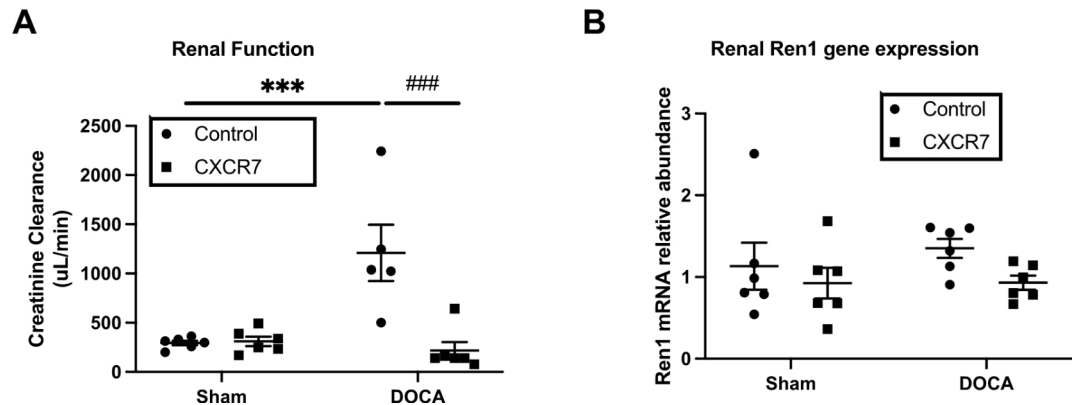 A
Renal Function
*** ###
Control
CXCR7
2500
2000
1500
1000
500
0
Creatinine Clearance
(uL/min)
Sham DOCA
B
Renal Ren1 gene expression
Control
CXCR7
3
2
1
0
Ren1 mRNA relative abundance
Sham DOCA